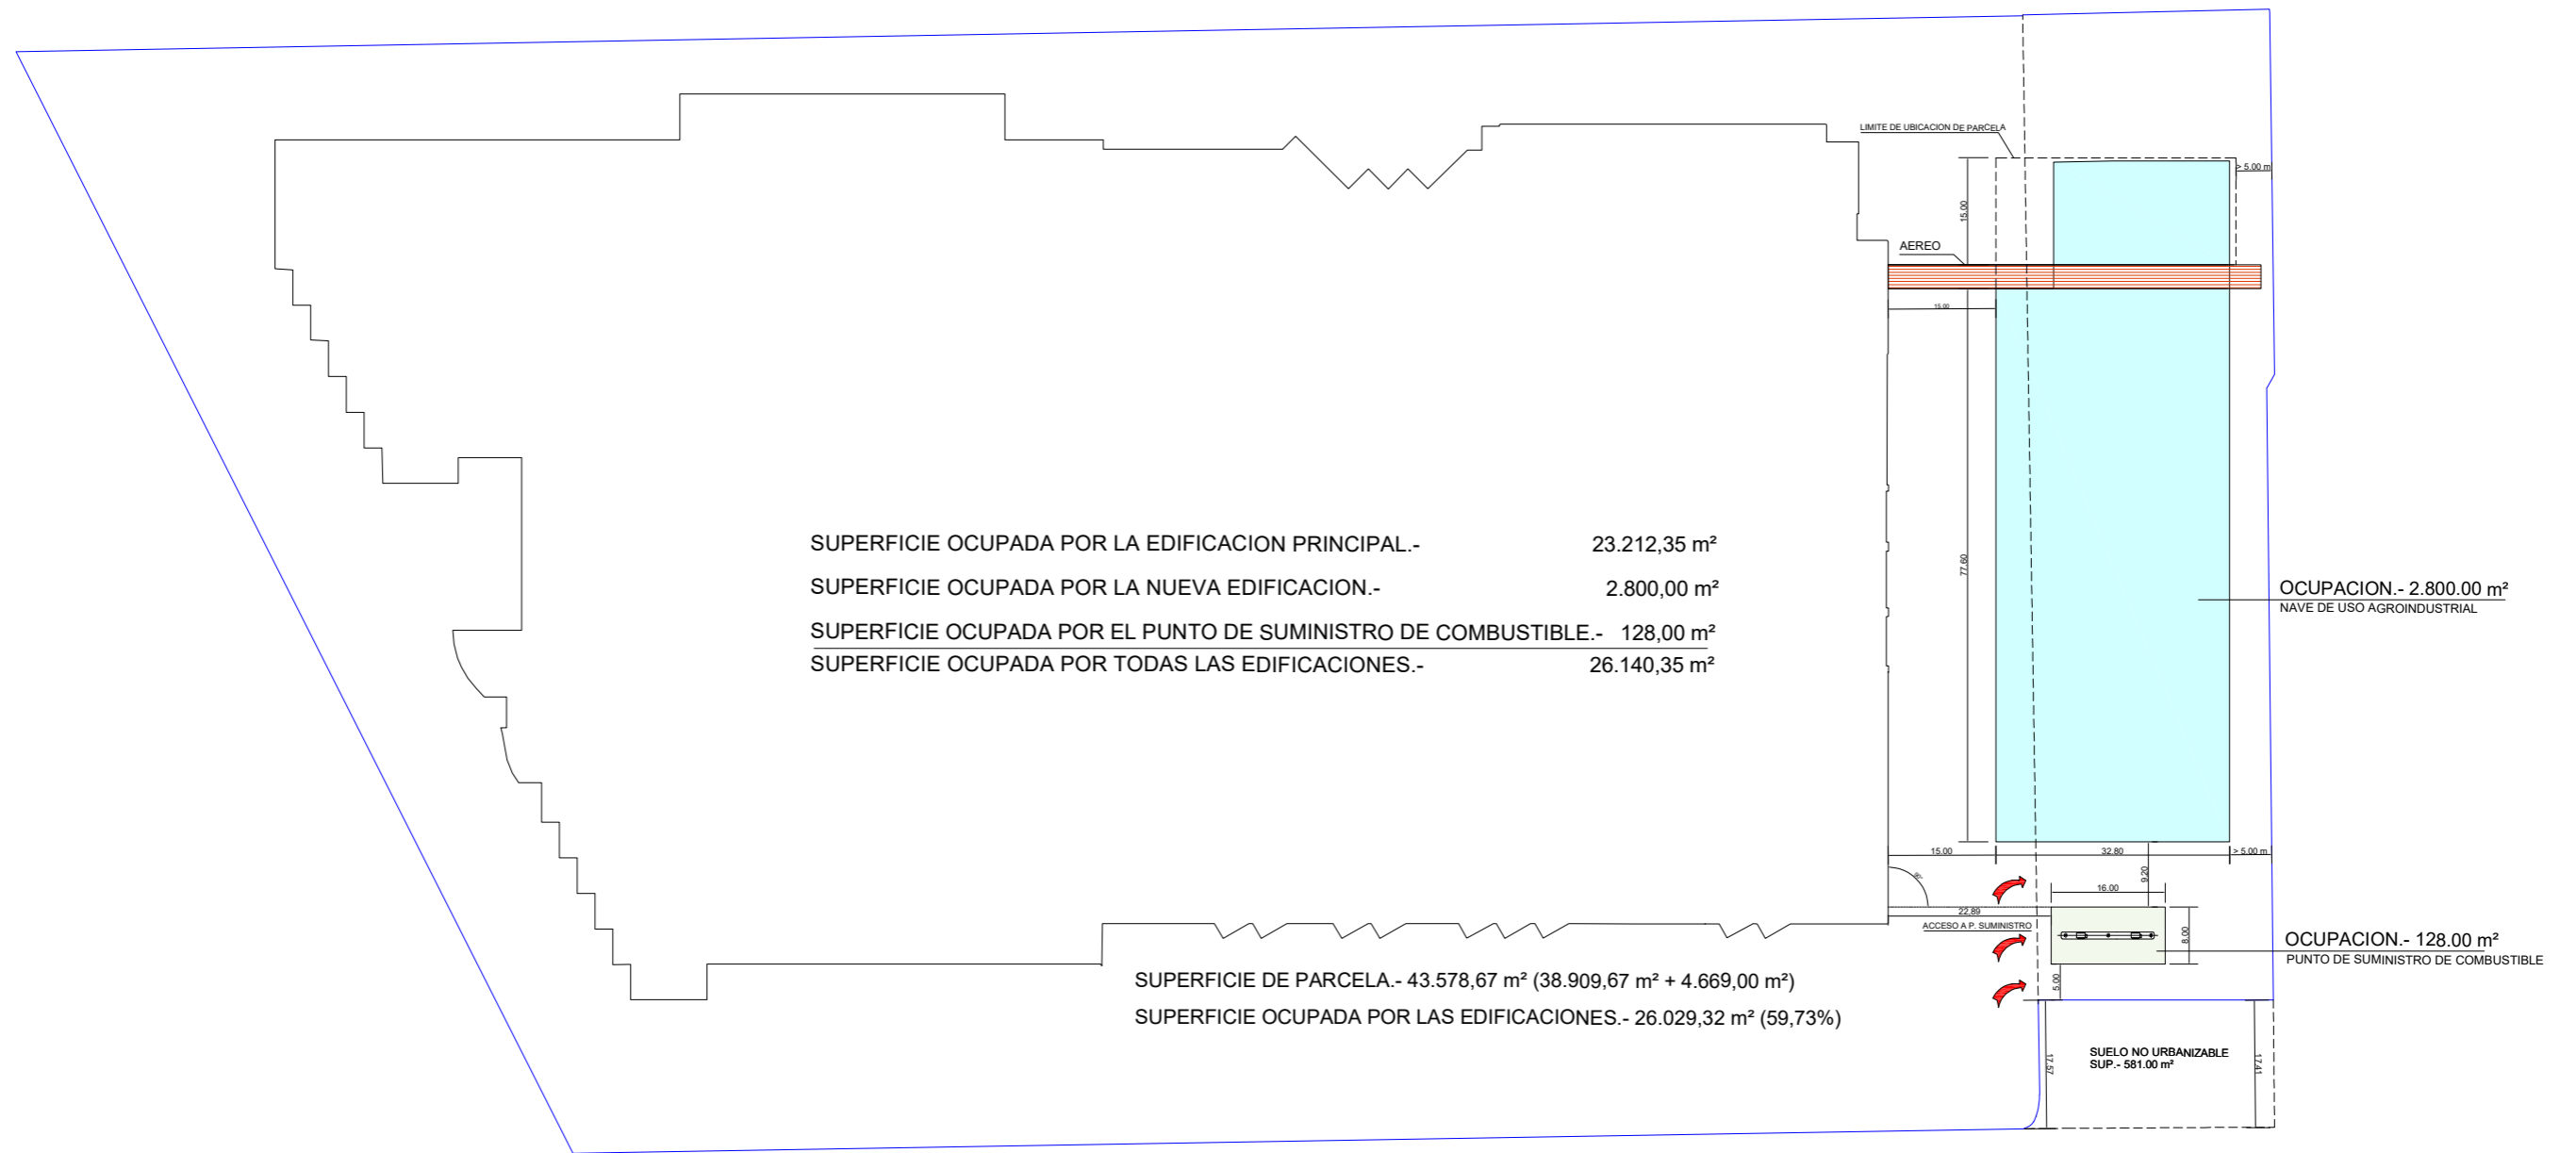 LIMITE DE UBICACION DE PARCELA
> 5.00 m
15.00
AEREO
15.00
SUPERFICIE OCUPADA POR LA EDIFICACION PRINCIPAL.- 23.212,35 m²
SUPERFICIE OCUPADA POR LA NUEVA EDIFICACION.- 2.800,00 m²
SUPERFICIE OCUPADA POR EL PUNTO DE SUMINISTRO DE COMBUSTIBLE.- 128,00 m²
SUPERFICIE OCUPADA POR TODAS LAS EDIFICACIONES.- 26.140,35 m²
77.60
OCUPACION.- 2.800.00 m²
NAVE DE USO AGROINDUSTRIAL
15.00
32.80
> 5.00 m
9.20
90°
16.00
22.89
ACCESO A P. SUMINISTRO
8.00
OCUPACION.- 128.00 m²
PUNTO DE SUMINISTRO DE COMBUSTIBLE
5.00
SUPERFICIE DE PARCELA.- 43.578,67 m² (38.909,67 m² + 4.669,00 m²)
SUPERFICIE OCUPADA POR LAS EDIFICACIONES.- 26.029,32 m² (59,73%)
17.57
SUELO NO URBANIZABLE
SUP.- 581.00 m²
17.41